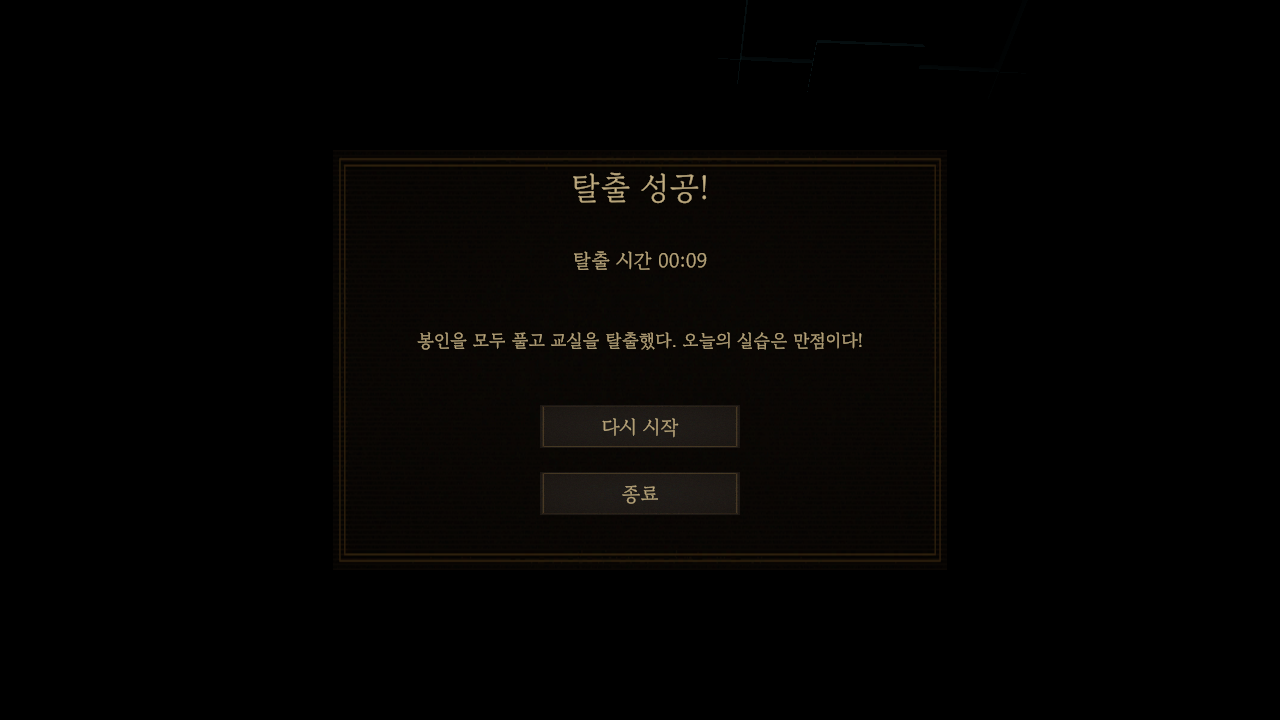 탈출 성공!
탈출 시간 00:09
봉인을 모두 풀고 교실을 탈출했다. 오늘의 실습은 만점이다!
다시 시작
종료